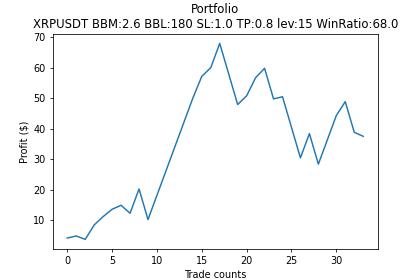 Portfolio
XRPUSDT BBM:2.6 BBL:180 SL:1.0 TP:0.8 lev:15 WinRatio:68.0
Profit ($)
70
60
50
40
30
20
10
0 5 10 15 20 25 30
Trade counts